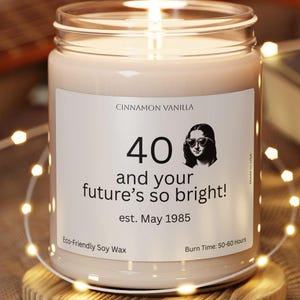 CINNAMON VANILLA
40
and your
future's so bright!
est. May 1985
Eco-Friendly Soy Wax
Burn Time: 50-60 Hours